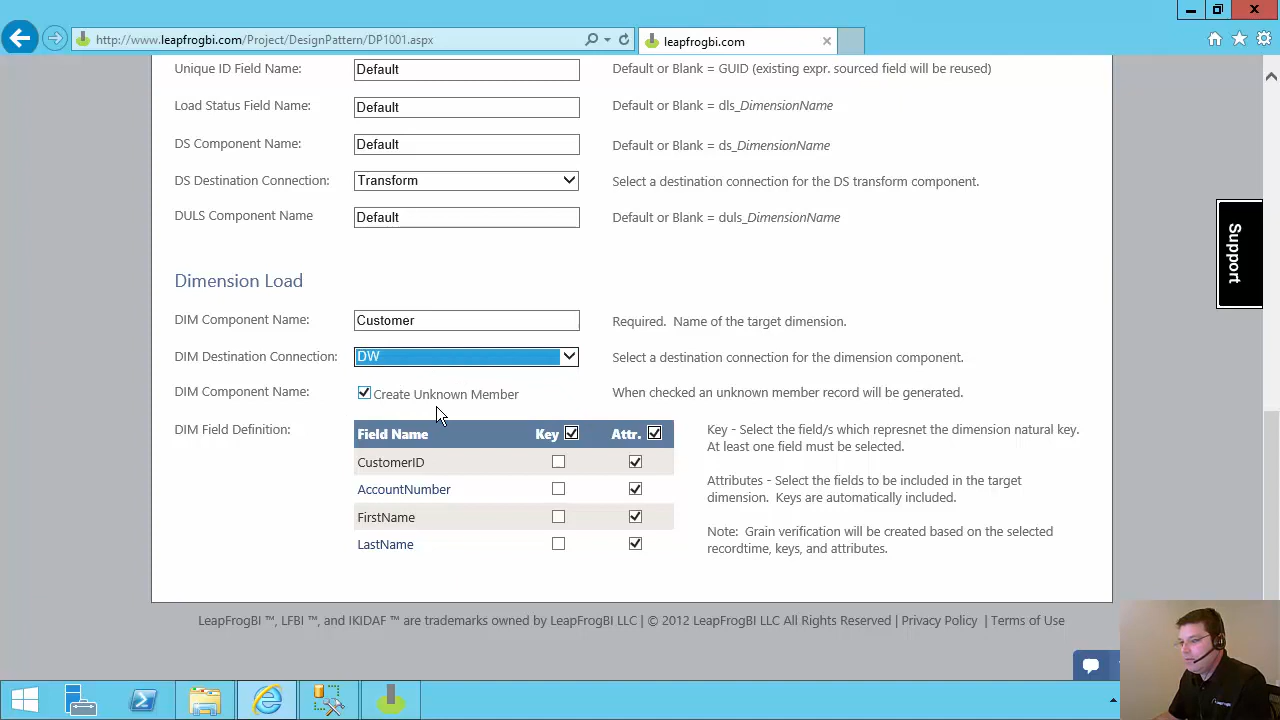 http://www.leapfrogbi.com/Project/DesignPattern/DP1001.aspx
leapfrogbi.com
Unique ID Field Name: Default Default or Blank = GUID (existing expr. sourced field will be reused)
Load Status Field Name: Default Default or Blank = dls_DimensionName
DS Component Name: Default Default or Blank = ds_DimensionName
DS Destination Connection: Transform Select a destination connection for the DS transform component.
DULS Component Name Default Default or Blank = duls_DimensionName
Support
Dimension Load
DIM Component Name: Customer Required. Name of the target dimension.
DIM Destination Connection: DW Select a destination connection for the dimension component.
DIM Component Name: Create Unknown Member When checked an unknown member record will be generated.
DIM Field Definition:
Field Name Key Attr.
CustomerID
AccountNumber
FirstName
LastName
Key - Select the field/s which represnet the dimension natural key.
At least one field must be selected.
Attributes - Select the fields to be included in the target
dimension. Keys are automatically included.
Note: Grain verification will be created based on the selected
recordtime, keys, and attributes.
LeapFrogBI ™, LFBI ™, and IKIDAF ™ are trademarks owned by LeapFrogBI LLC | © 2012 LeapFrogBI LLC All Rights Reserved | Privacy Policy | Terms of Use